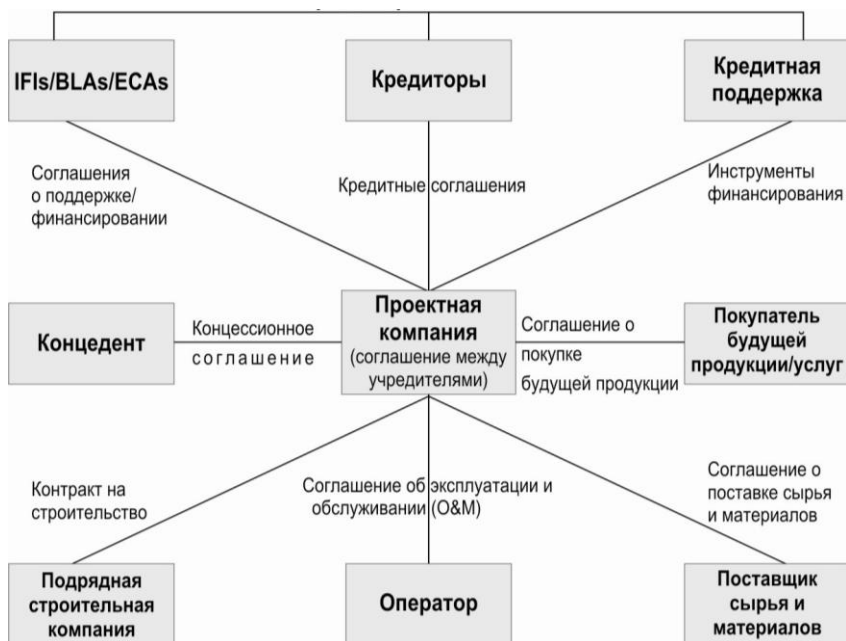 IFIs/BLAs/ECAs
Кредиторы
Кредитная
поддержка
Соглашения
о поддержке/
финансировании
Кредитные соглашения
Инструменты
финансирования
Концедент
Концессионное
соглашение
Проектная
компания
(соглашение между
учредителями)
Соглашение о
покупке
будущей продукции
Покупатель
будущей
продукции/услуг
Контракт на
строительство
Соглашение об эксплуатации и
обслуживании (O&M)
Соглашение о
поставке сырья
и материалов
Подрядная
строительная
компания
Оператор
Поставщик
сырья и
материалов